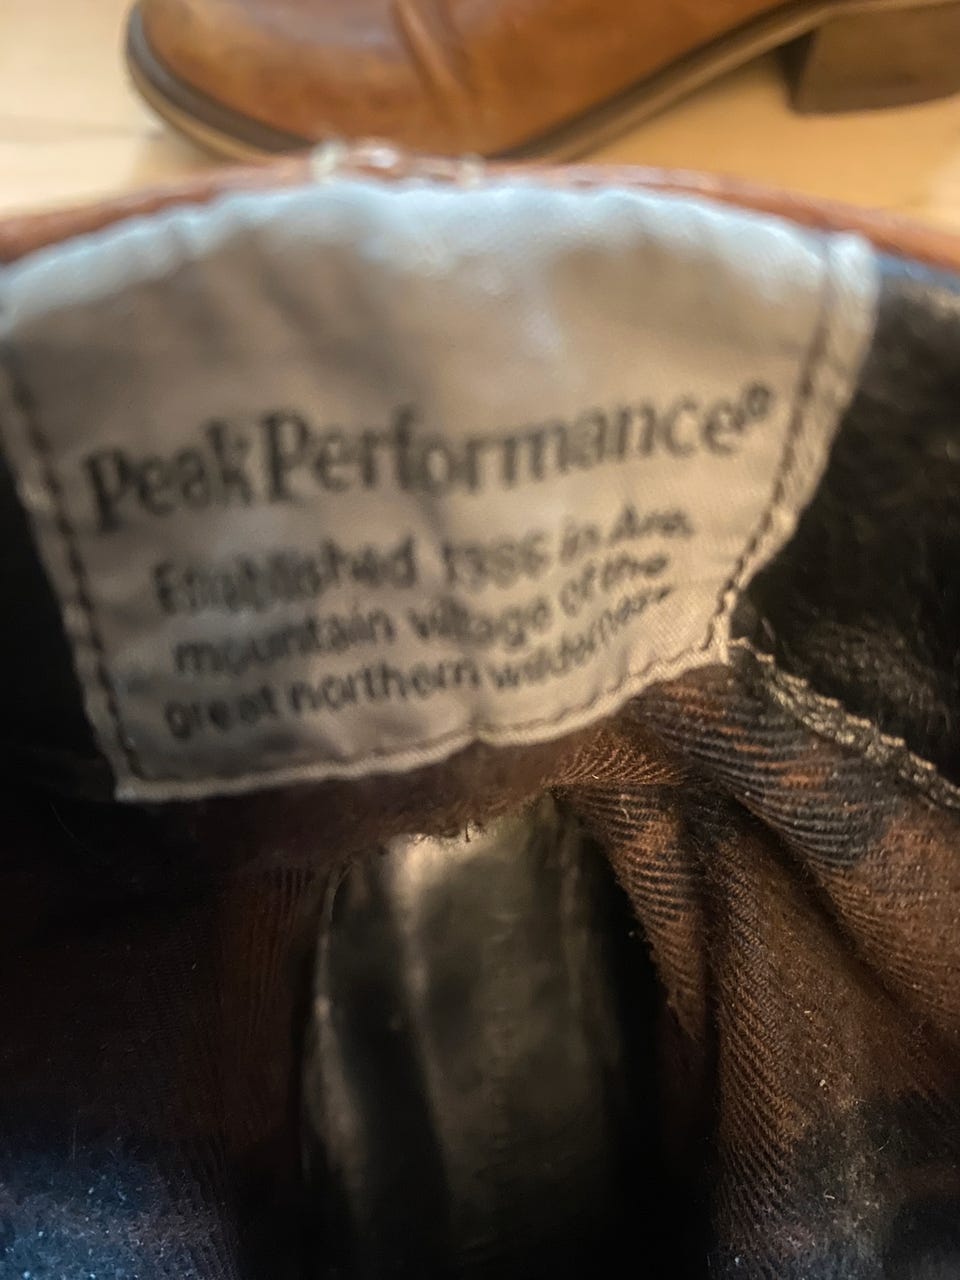 PeakPerformance®
Established 1986 in Åre,
mountain village of the
great northern wilderness